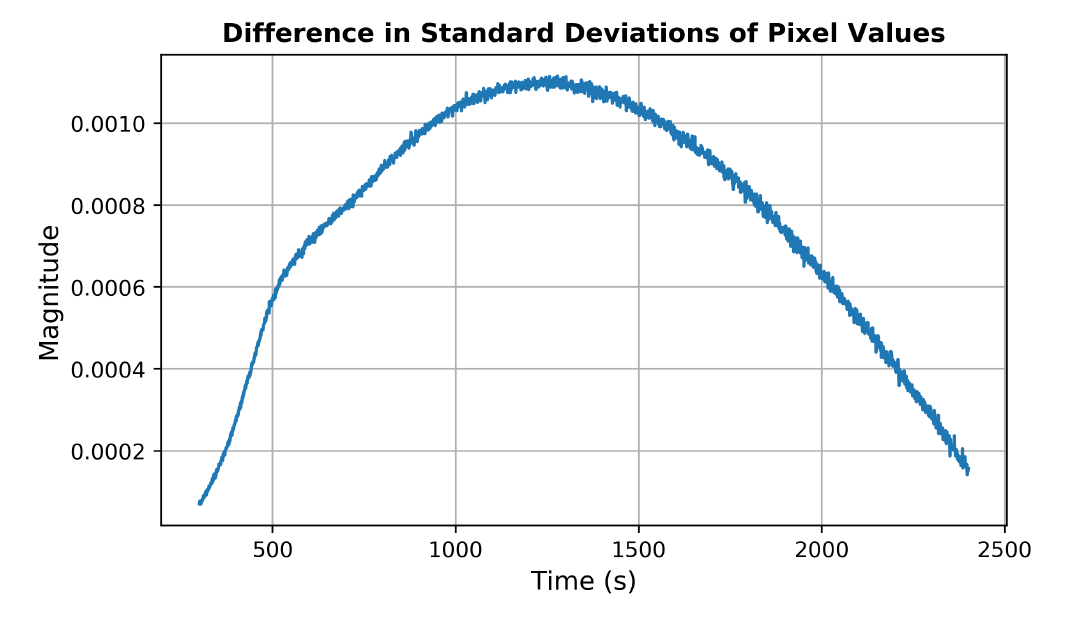 Difference in Standard Deviations of Pixel Values
0.0010
0.0008
0.0006
0.0004
0.0002
Magnitude
500 1000 1500 2000 2500
Time (s)